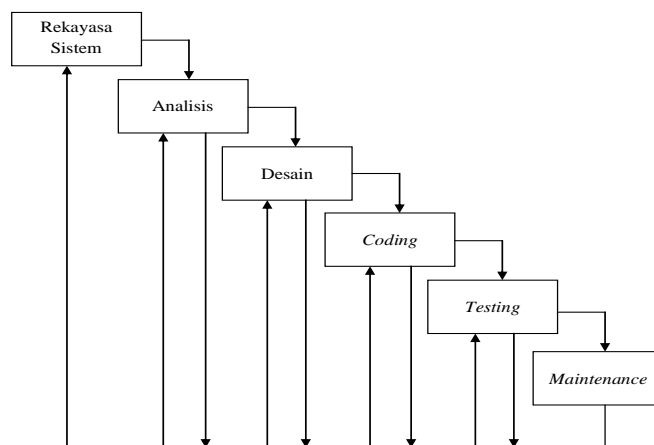 Rekayasa
Sistem
Analisis
Desain
Coding
Testing
Maintenance